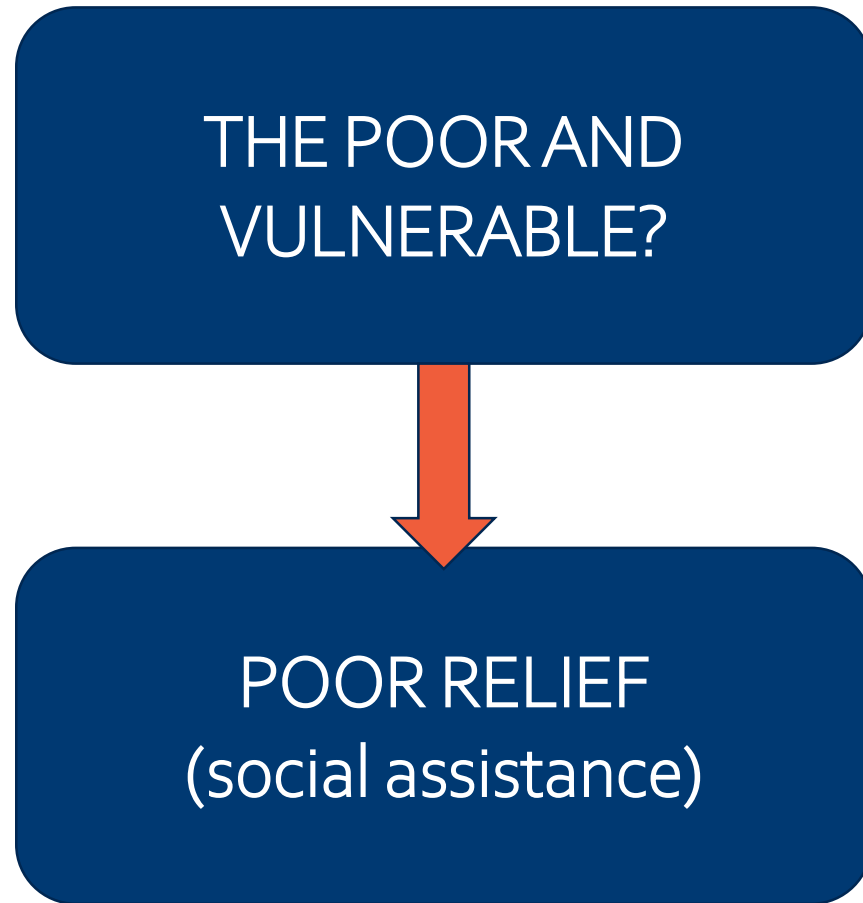 THE POOR AND
VULNERABLE?
POOR RELIEF
(social assistance)